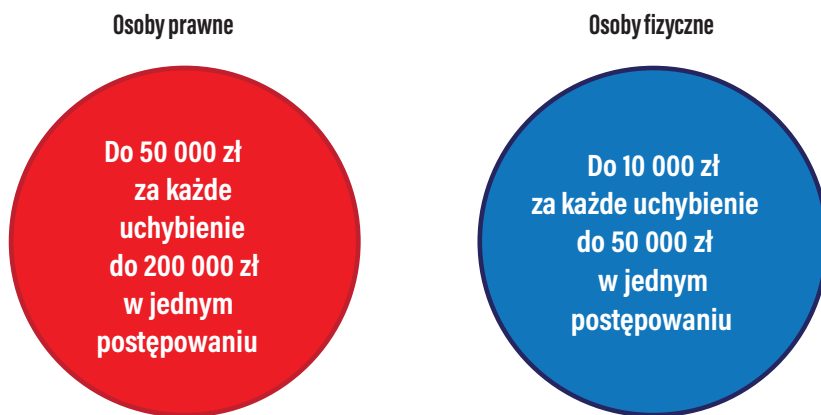 Osoby prawne
Do 50 000 zł
za każde
uchybienie
do 200 000 zł
w jednym
postępowaniu
Osoby fizyczne
Do 10 000 zł
za każde uchybienie
do 50 000 zł
w jednym
postępowaniu